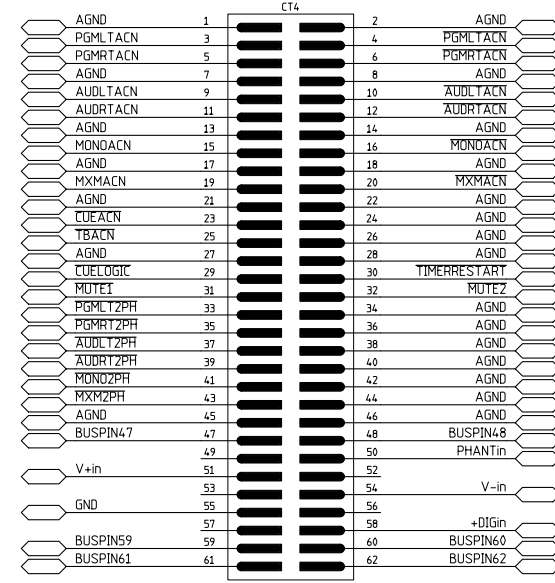 CT4
AGND 1 2 AGND
PGMLTACN 3 4 PGMLTACN
PGMRTACN 5 6 PGMRTACN
AGND 7 8 AGND
AUDLTACN 9 10 AUDLTACN
AUDRTACN 11 12 AUDRTACN
AGND 13 14 AGND
MONOACN 15 16 MONOACN
AGND 17 18 AGND
MXMACN 19 20 MXMACN
AGND 21 22 AGND
CUEACN 23 24 AGND
TBACN 25 26 AGND
AGND 27 28 AGND
CUELOGIC 29 30 TIMERRESTART
MUTE1 31 32 MUTE2
PGMLT2PH 33 34 AGND
PGMRT2PH 35 36 AGND
AUDLT2PH 37 38 AGND
AUDRT2PH 39 40 AGND
MONO2PH 41 42 AGND
MXM2PH 43 44 AGND
AGND 45 46 AGND
BUSPIN47 47 48 BUSPIN48
49 50 PHANTin
V+in 51 52
53 54 V-in
GND 55 56
57 58 +DIGin
BUSPIN59 59 60 BUSPIN60
BUSPIN61 61 62 BUSPIN62